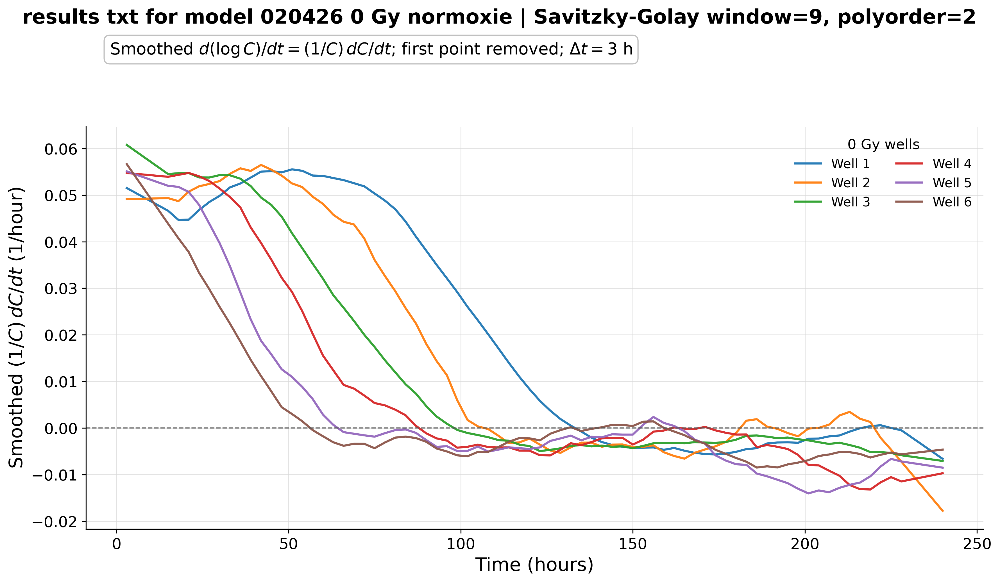 results txt for model 020426 0 Gy normoxie | Savitzky-Golay window=9, polyorder=2
Smoothed d(log C)/dt = (1/C) dC/dt; first point removed; Δt = 3 h
Smoothed (1/C) dC/dt (1/hour)
0.06
0.05
0.04
0.03
0.02
0.01
0.00
−0.01
−0.02
0 Gy wells
Well 1 Well 4
Well 2 Well 5
Well 3 Well 6
0 50 100 150 200 250
Time (hours)